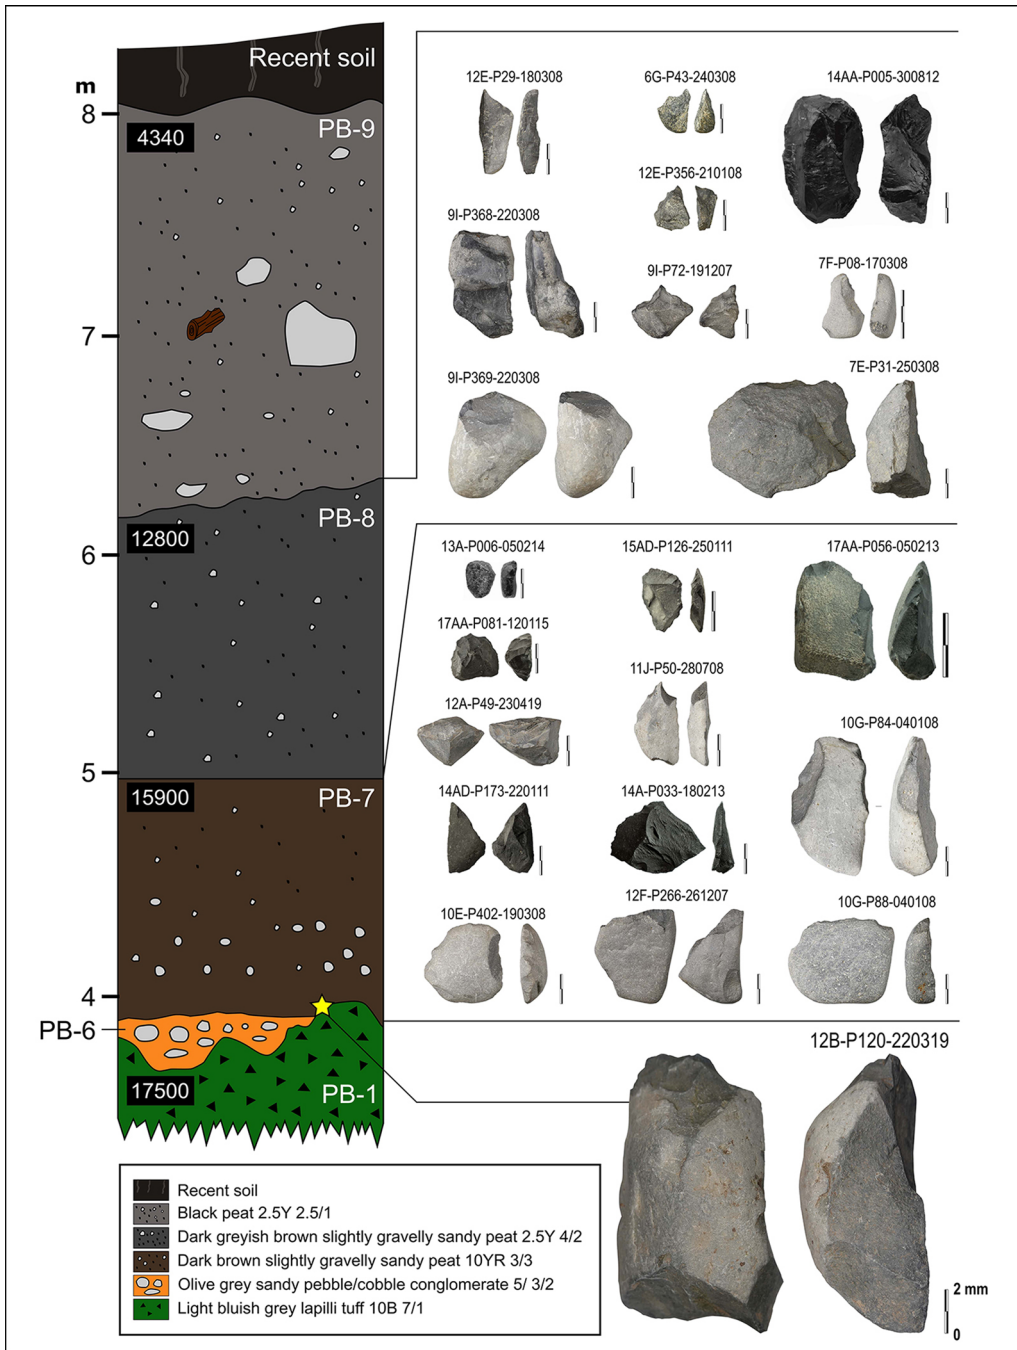 Recent soil
m
8
4340
PB-9
7
PB-8
12800
6
5
15900
PB-7
4
PB-6
17500
PB-1
12E-P29-180308
6G-P43-240308
14AA-P005-300812
12E-P356-210108
9I-P368-220308
9I-P72-191207
7F-P08-170308
9I-P369-220308
7E-P31-250308
13A-P006-050214
15AD-P126-250111
17AA-P056-050213
17AA-P081-120115
11J-P50-280708
12A-P49-230419
10G-P84-040108
14AD-P173-220111
14A-P033-180213
10E-P402-190308
12F-P266-261207
10G-P88-040108
12B-P120-220319
2 mm
0
Recent soil
Black peat 2.5Y 2.5/1
Dark greyish brown slightly gravelly sandy peat 2.5Y 4/2
Dark brown slightly gravelly sandy peat 10YR 3/3
Olive grey sandy pebble/cobble conglomerate 5/ 3/2
Light bluish grey lapilli tuff 10B 7/1